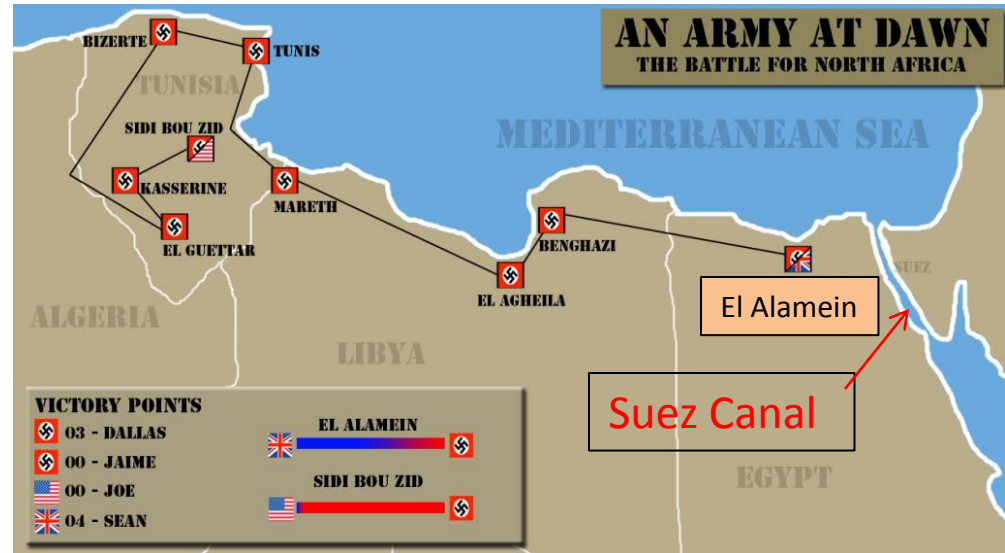 AN ARMY AT DAWN
THE BATTLE FOR NORTH AFRICA
BIZERTE
TUNIS
TUNISIA
MEDITERRANEAN SEA
SIDI BOU ZID
KASSERINE
MARETH
EL GUETTAR
BENGHAZI
SUEZ
EL AGHEILA
El Alamein
ALGERIA
LIBYA
Suez Canal
EGYPT
VICTORY POINTS
03 - DALLAS
00 - JAIME
00 - JOE
04 - SEAN
EL ALAMEIN
SIDI BOU ZID